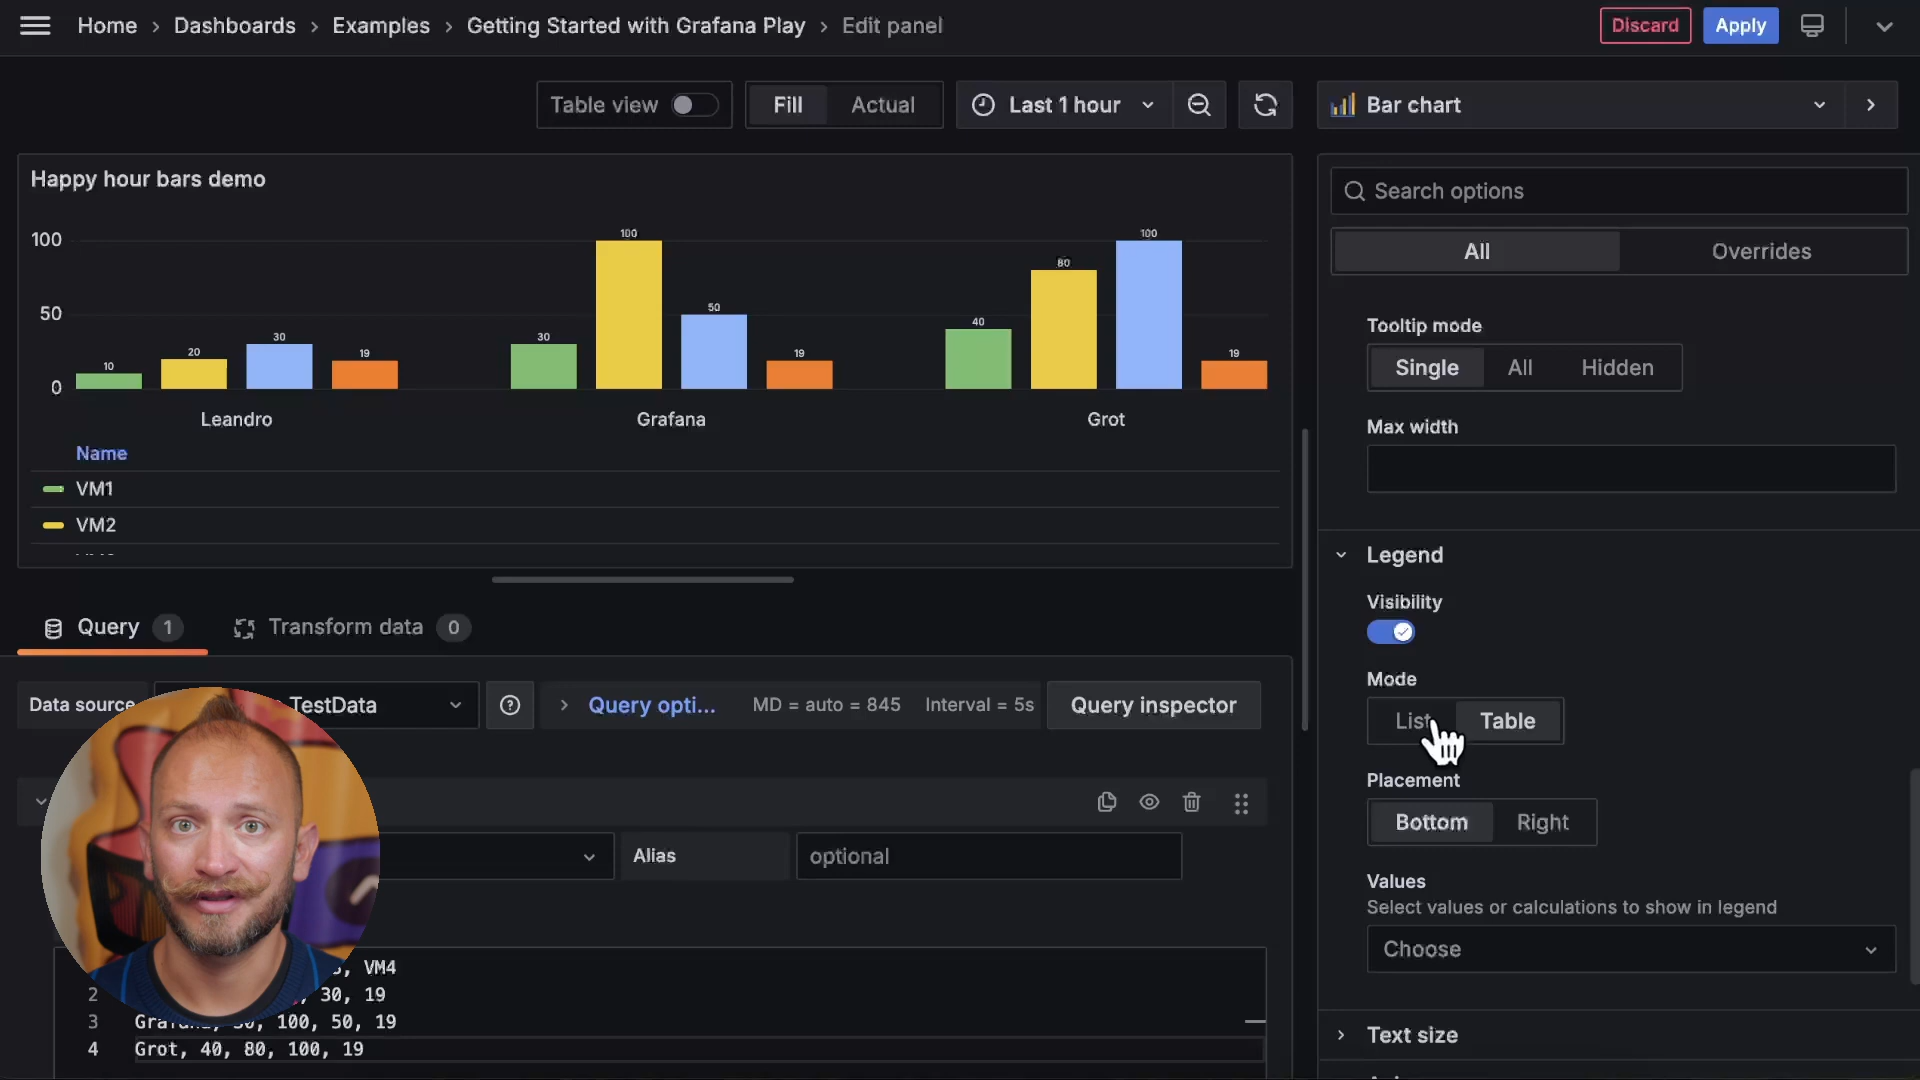 Home › Dashboards › Examples › Getting Started with Grafana Play › Edit panel
Discard
Apply
Table view
Fill
Actual
Last 1 hour
Bar chart
Happy hour bars demo
Search options
All
Overrides
100
50
0
10
20
30
19
30
100
50
19
40
80
100
19
Leandro
Grafana
Grot
Name
VM1
VM2
Tooltip mode
Single
All
Hidden
Max width
Legend
Visibility
Mode
List
Table
Placement
Bottom
Right
Values
Select values or calculations to show in legend
Choose
Text size
Query 1
Transform data 0
Data source
TestData
Query opti...
MD = auto = 845
Interval = 5s
Query inspector
Alias
optional
, VM4
2 , 30, 19
3 Grafana, 30, 100, 50, 19
4 Grot, 40, 80, 100, 19